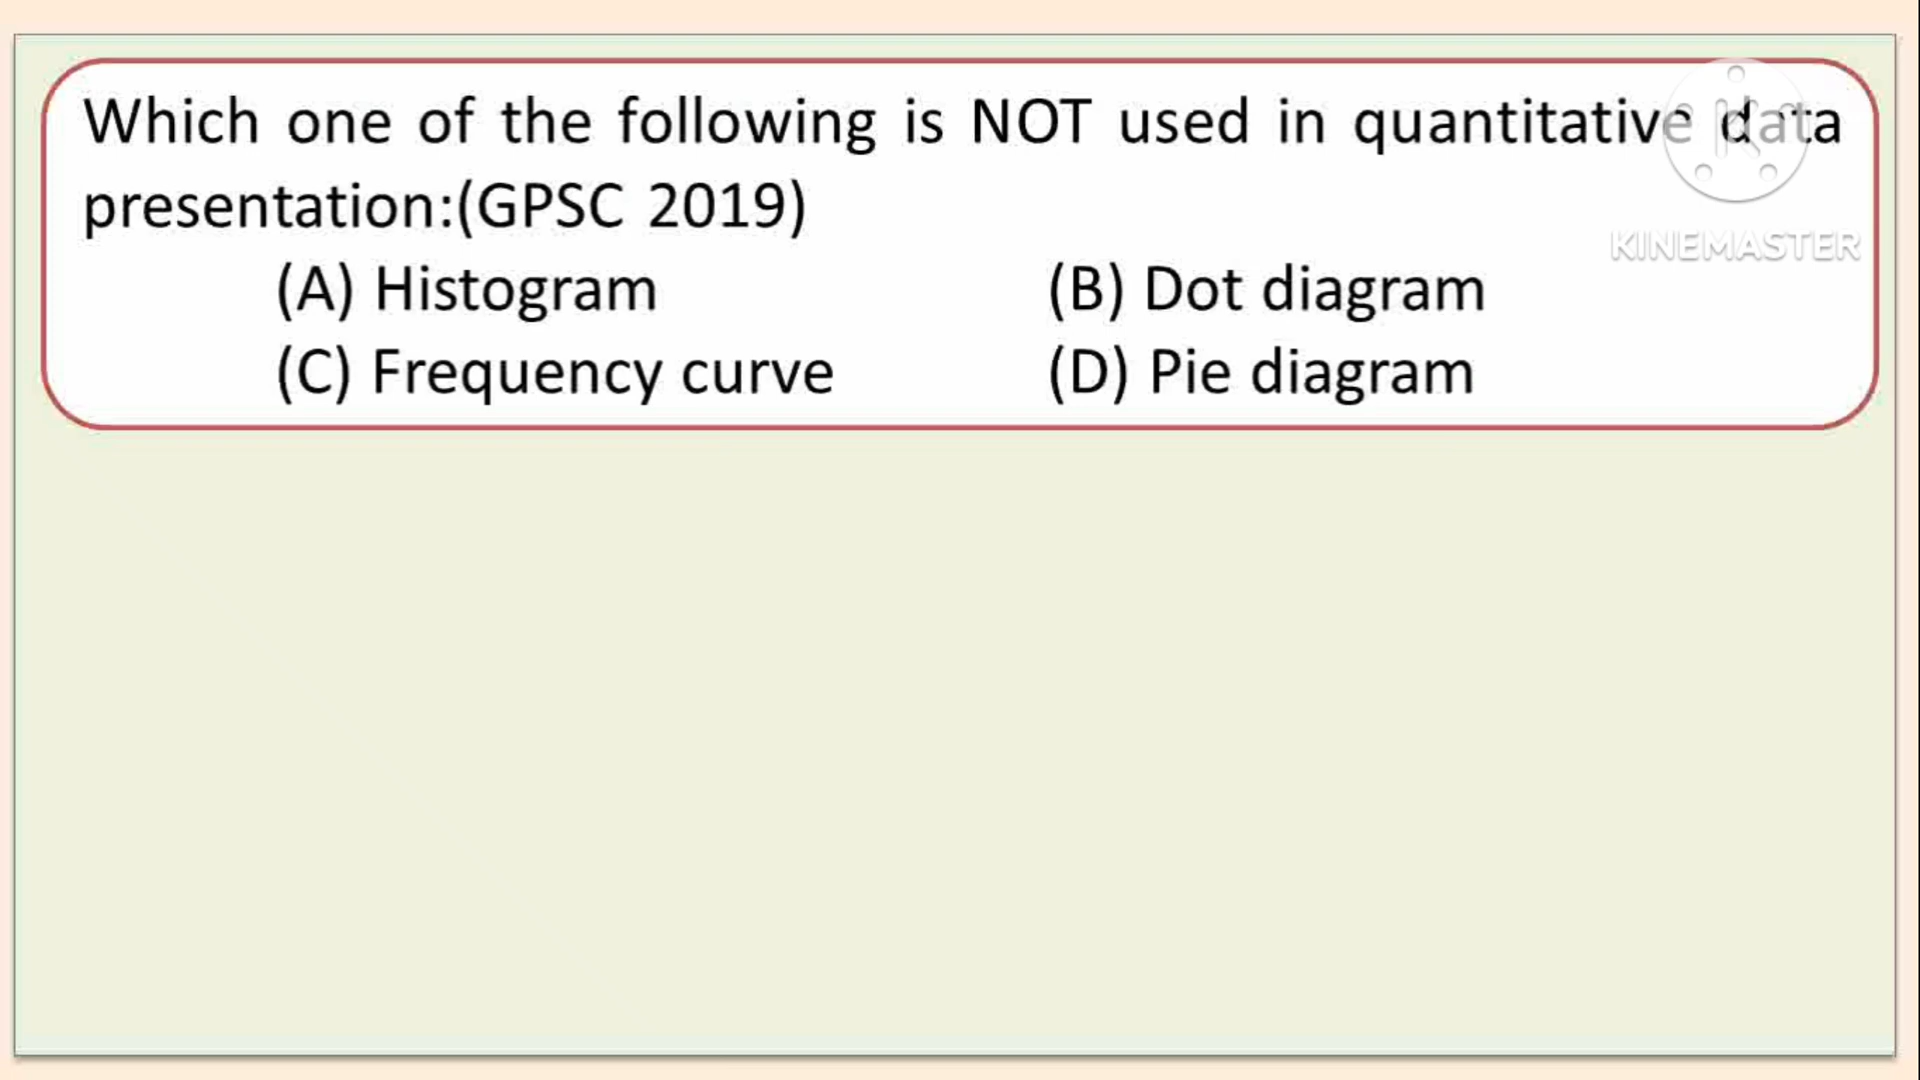 Which one of the following is NOT used in quantitative data
presentation:(GPSC 2019)
(A) Histogram (B) Dot diagram
(C) Frequency curve (D) Pie diagram
KINEMASTER